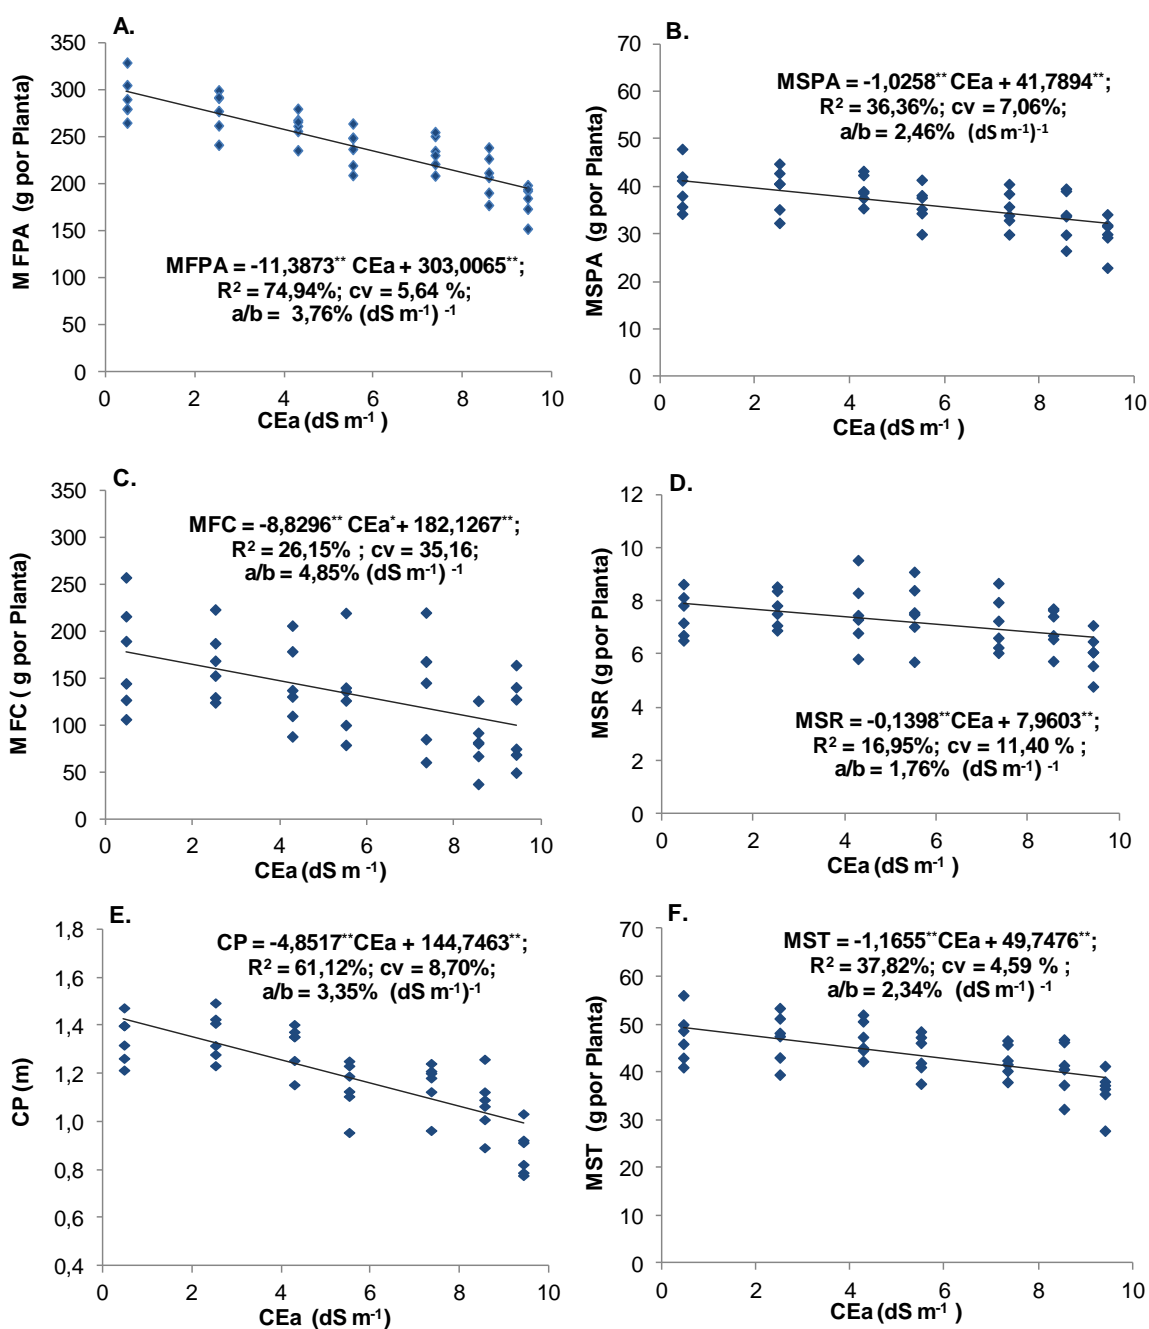 A.
350
300
250
200
150
100
50
0
MFPA (g por Planta)
MFPA = -11,3873** CEa + 303,0065**;
R² = 74,94%; cv = 5,64 %;
a/b = 3,76% (dS m⁻¹) ⁻¹
0 2 4 6 8 10
CEa (dS m⁻¹ )
B.
70
60
50
40
30
20
10
0
MSPA (g por Planta)
MSPA = -1,0258** CEa + 41,7894**;
R² = 36,36%; cv = 7,06%;
a/b = 2,46% (dS m⁻¹)⁻¹
0 2 4 6 8 10
CEa (dS m⁻¹ )
C.
350
300
250
200
150
100
50
0
MFC ( g por Planta)
MFC = -8,8296** CEa* + 182,1267**;
R² = 26,15% ; cv = 35,16;
a/b = 4,85% (dS m⁻¹) ⁻¹
0 2 4 6 8 10
CEa (dS m ⁻¹)
D.
12
10
8
6
4
2
0
MSR (g por Planta)
MSR = -0,1398**CEa + 7,9603**;
R² = 16,95%; cv = 11,40 % ;
a/b = 1,76% (dS m⁻¹) ⁻¹
0 2 4 6 8 10
CEa (dS m⁻¹ )
E.
1,8
1,6
1,4
1,2
1,0
0,8
0,6
0,4
CP (m)
CP = -4,8517**CEa + 144,7463**;
R² = 61,12%; cv = 8,70%;
a/b = 3,35% (dS m⁻¹)⁻¹
0 2 4 6 8 10
CEa (dS m⁻¹ )
F.
70
60
50
40
30
20
10
0
MST (g por Planta)
MST = -1,1655**CEa + 49,7476**;
R² = 37,82%; cv = 4,59 % ;
a/b = 2,34% (dS m⁻¹) ⁻¹
0 2 4 6 8 10
CEa (dS m⁻¹ )